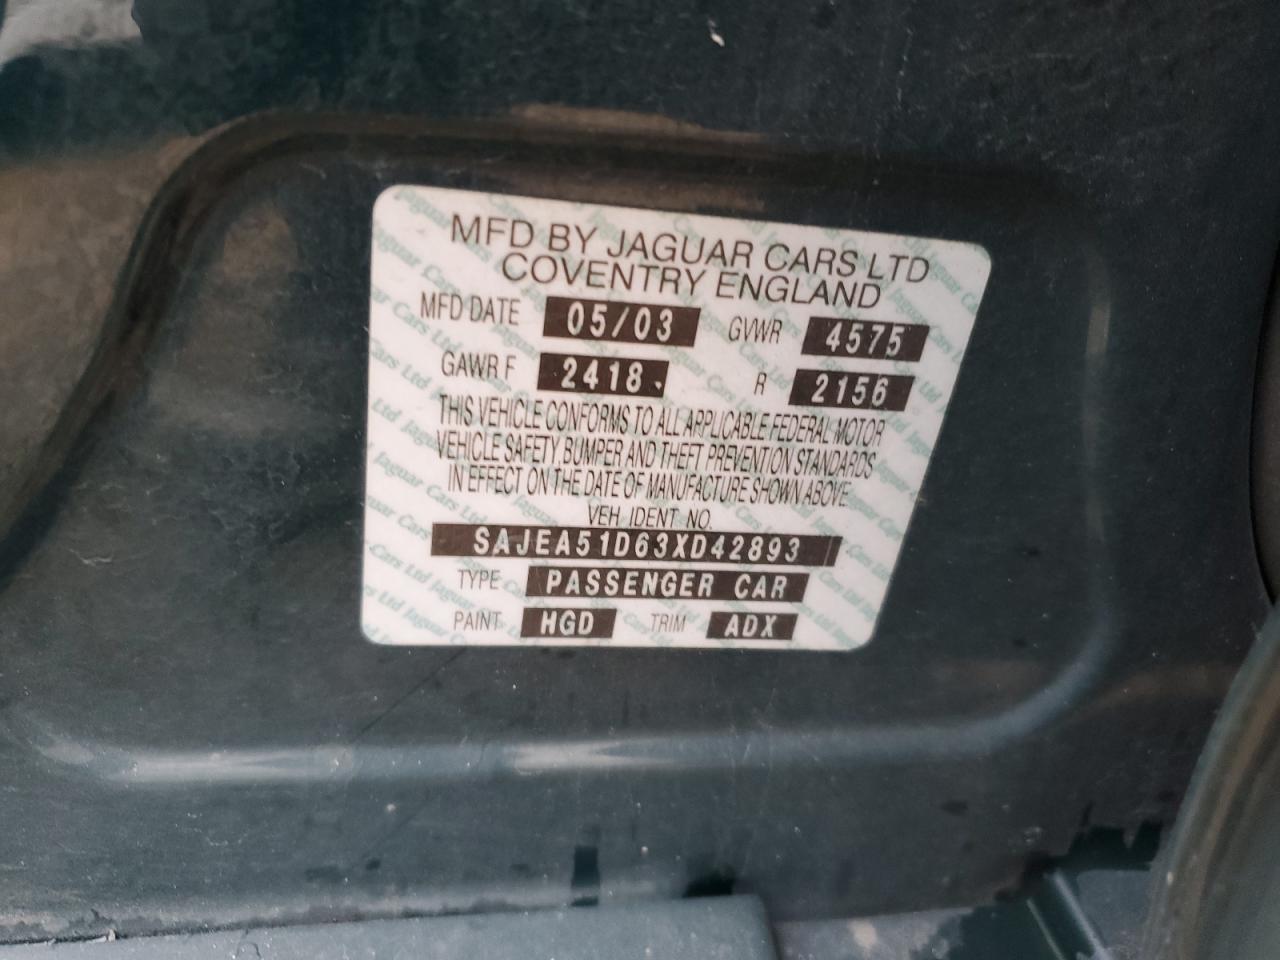 MFD BY JAGUAR CARS LTD
COVENTRY ENGLAND
MFD DATE 05/03 GVWR 4575
GAWR F 2418 R 2156
THIS VEHICLE CONFORMS TO ALL APPLICABLE FEDERAL MOTOR
VEHICLE SAFETY, BUMPER AND THEFT PREVENTION STANDARDS
IN EFFECT ON THE DATE OF MANUFACTURE SHOWN ABOVE.
VEH. IDENT. NO.
SAJEA51D63XD42893
TYPE PASSENGER CAR
PAINT HGD TRIM ADX